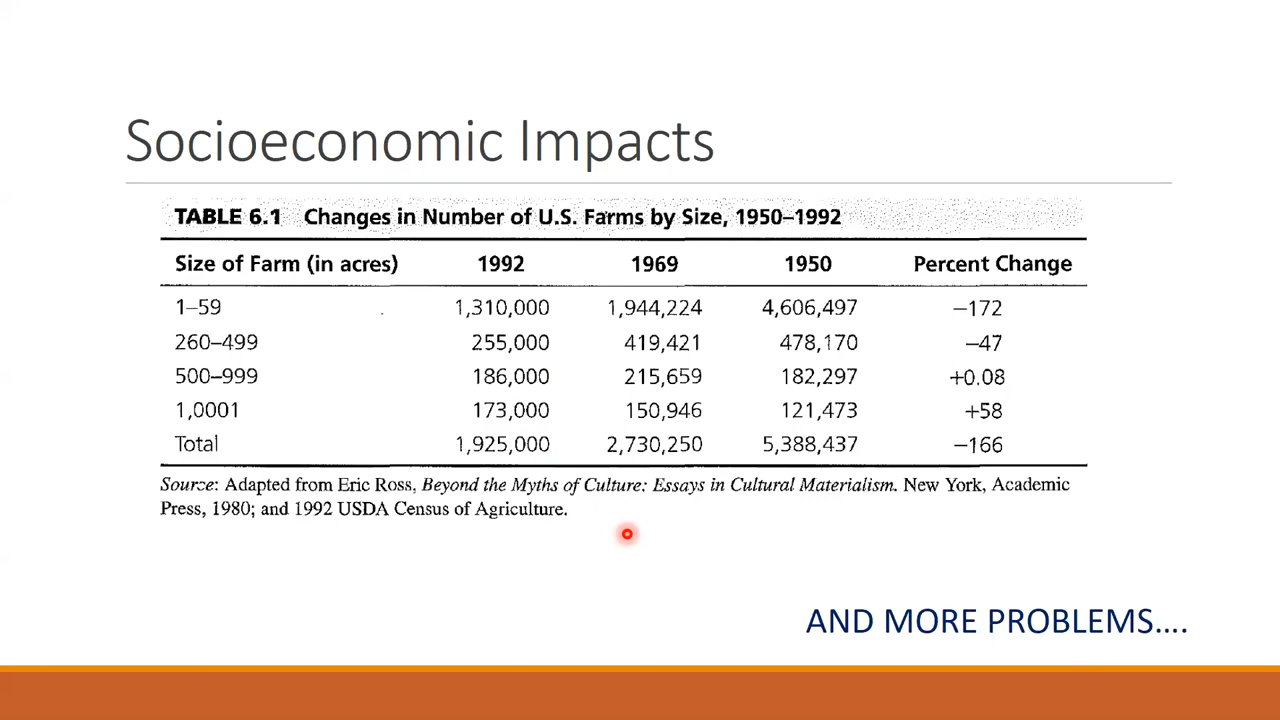 Socioeconomic Impacts
TABLE 6.1 Changes in Number of U.S. Farms by Size, 1950–1992
Size of Farm (in acres) 1992 1969 1950 Percent Change
1–59 1,310,000 1,944,224 4,606,497 −172
260–499 255,000 419,421 478,170 −47
500–999 186,000 215,659 182,297 +0.08
1,0001 173,000 150,946 121,473 +58
Total 1,925,000 2,730,250 5,388,437 −166
Source: Adapted from Eric Ross, Beyond the Myths of Culture: Essays in Cultural Materialism. New York, Academic
Press, 1980; and 1992 USDA Census of Agriculture.
AND MORE PROBLEMS....